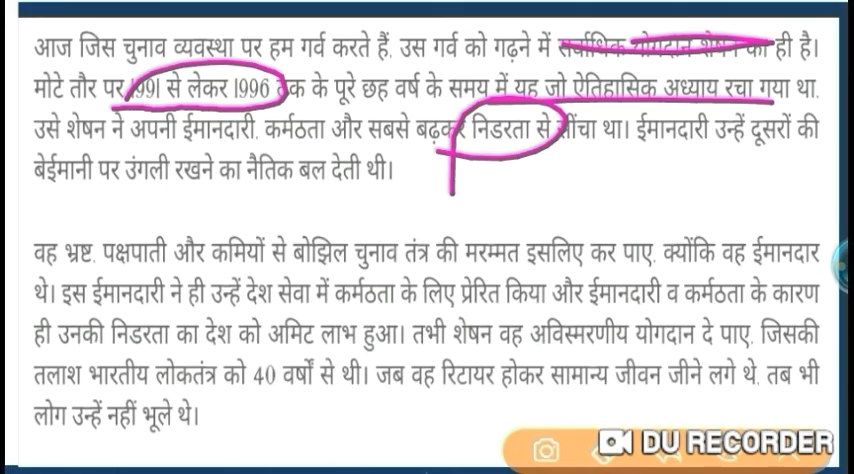 आज जिस चुनाव व्यवस्था पर हम गर्व करते हैं, उस गर्व को गढ़ने में सर्वाधिक योगदान शेषन का ही है।
मोटे तौर पर 1991 से लेकर 1996 तक के पूरे छह वर्ष के समय में यह जो ऐतिहासिक अध्याय रचा गया था,
उसे शेषन ने अपनी ईमानदारी, कर्मठता और सबसे बढ़कर निडरता से सींचा था। ईमानदारी उन्हें दूसरों की
बेईमानी पर उंगली रखने का नैतिक बल देती थी।
वह भ्रष्ट, पक्षपाती और कमियों से बोझिल चुनाव तंत्र की मरम्मत इसलिए कर पाए, क्योंकि वह ईमानदार
थे। इस ईमानदारी ने ही उन्हें देश सेवा में कर्मठता के लिए प्रेरित किया और ईमानदारी व कर्मठता के कारण
ही उनकी निडरता का देश को अमिट लाभ हुआ। तभी शेषन वह अविस्मरणीय योगदान दे पाए, जिसकी
तलाश भारतीय लोकतंत्र को 40 वर्षों से थी। जब वह रिटायर होकर सामान्य जीवन जीने लगे थे, तब भी
लोग उन्हें नहीं भूले थे।
DU RECORDER